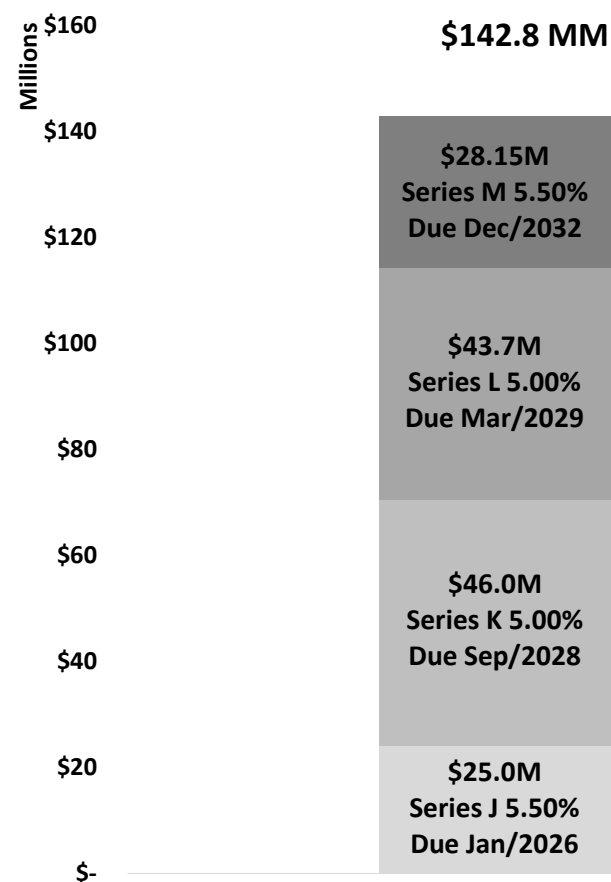 Millions
$160
$140
$120
$100
$80
$60
$40
$20
$-
$142.8 MM
$28.15M
Series M 5.50%
Due Dec/2032
$43.7M
Series L 5.00%
Due Mar/2029
$46.0M
Series K 5.00%
Due Sep/2028
$25.0M
Series J 5.50%
Due Jan/2026